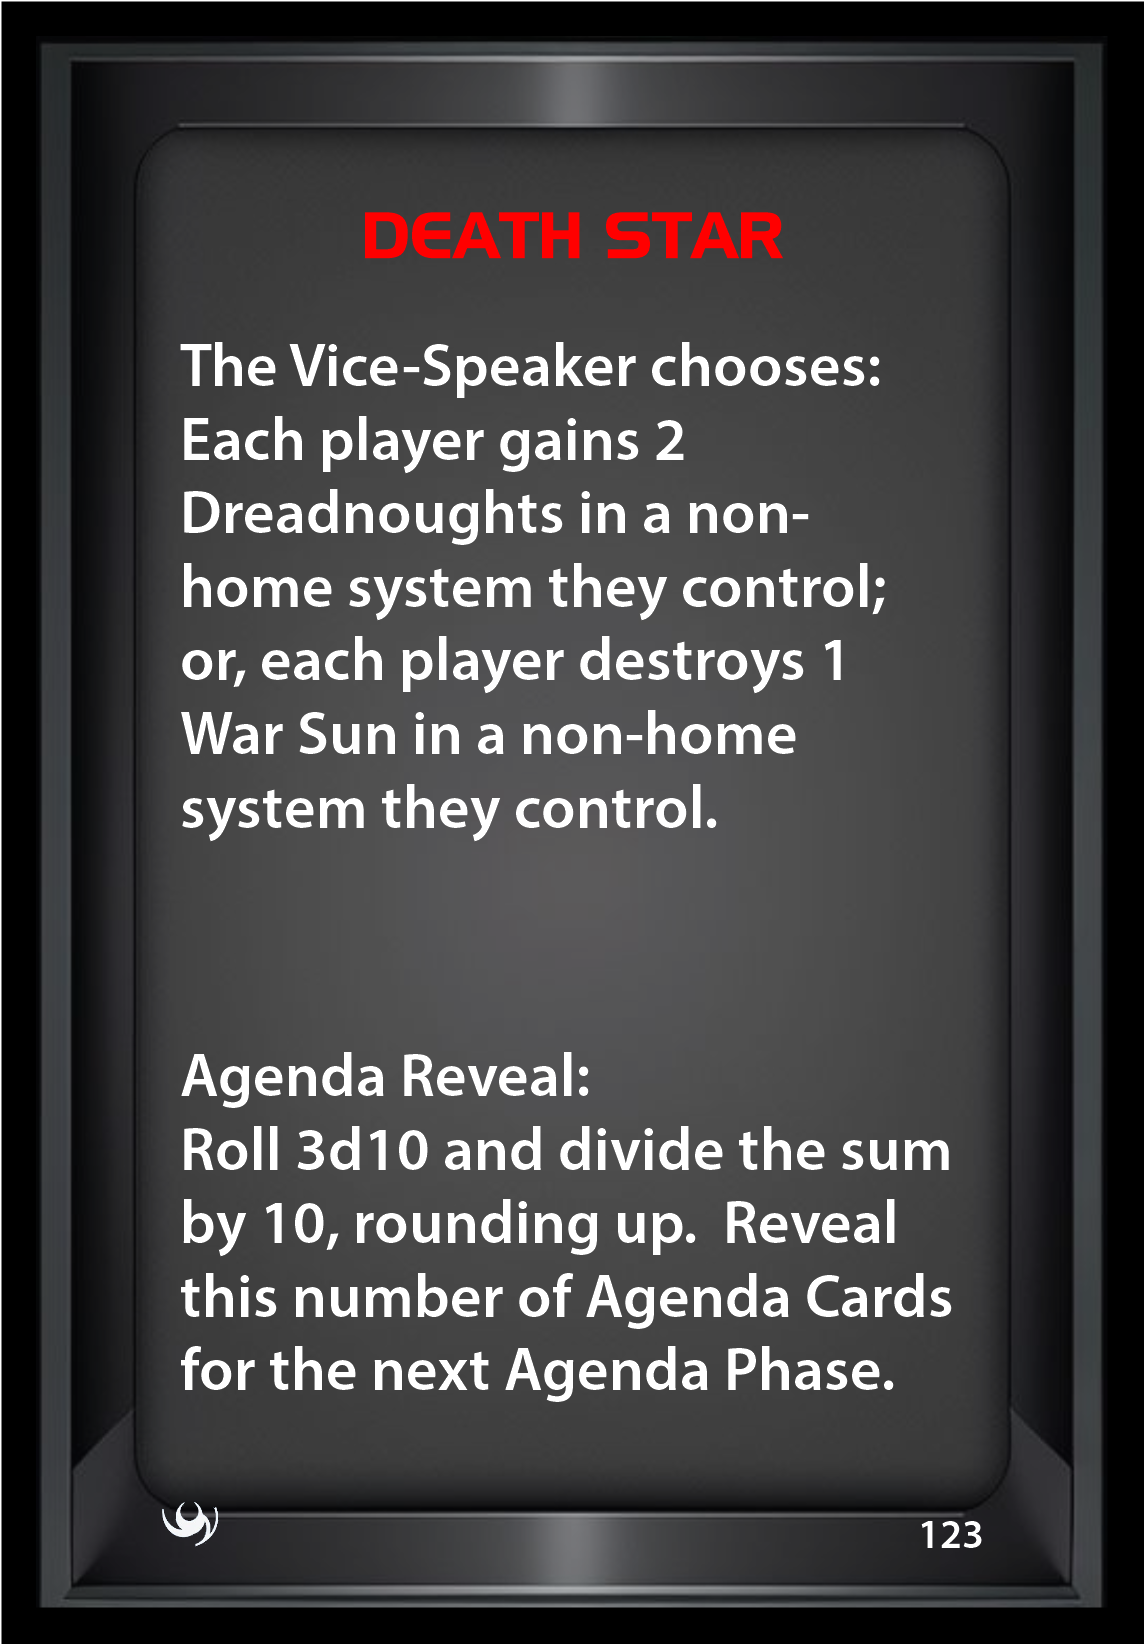 DEATH STAR
The Vice-Speaker chooses:
Each player gains 2
Dreadnoughts in a non-
home system they control;
or, each player destroys 1
War Sun in a non-home
system they control.
Agenda Reveal:
Roll 3d10 and divide the sum
by 10, rounding up.  Reveal
this number of Agenda Cards
for the next Agenda Phase.
123